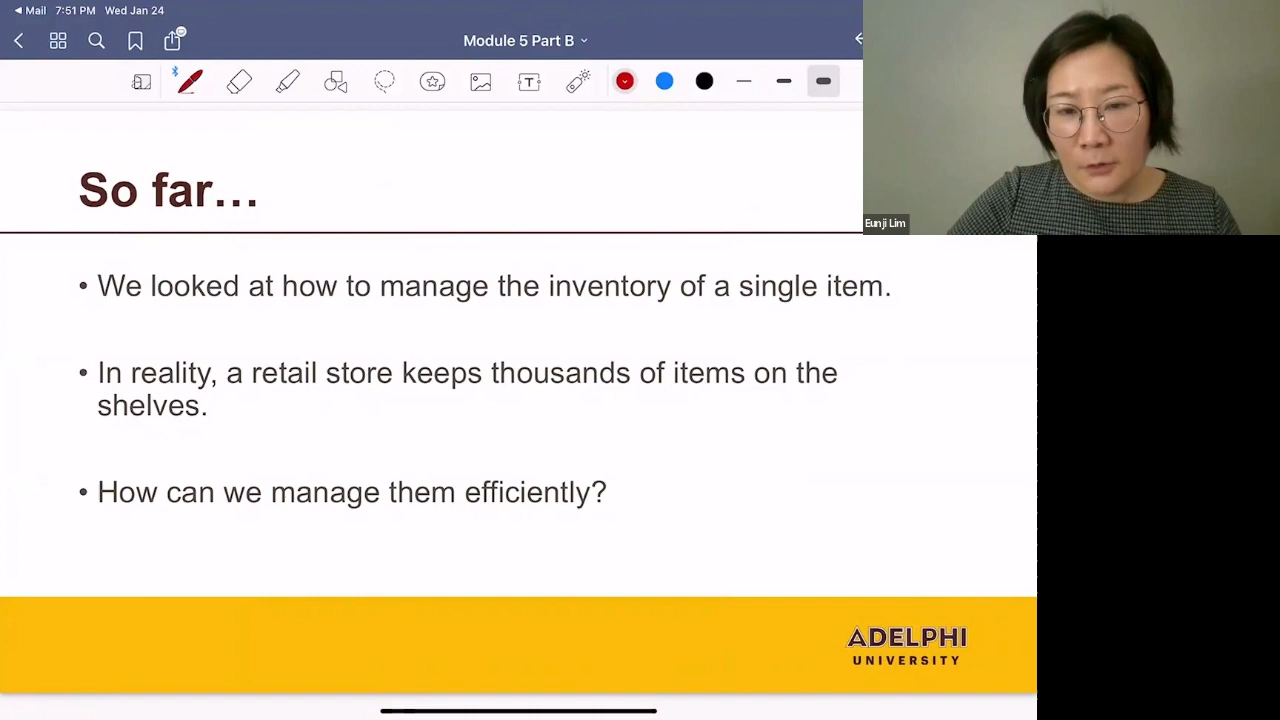 Mail 7:51 PM Wed Jan 24
Module 5 Part B
T
Eunji Lim
So far...
• We looked at how to manage the inventory of a single item.
• In reality, a retail store keeps thousands of items on the
shelves.
• How can we manage them efficiently?
ADELPHI
UNIVERSITY